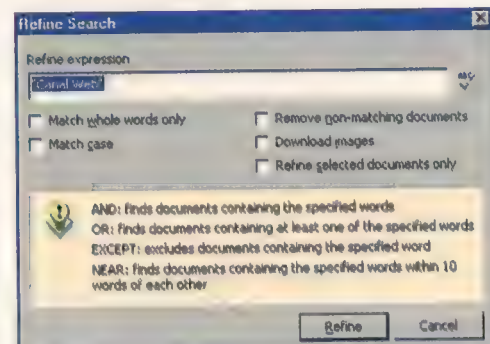 Refine Search
Refine expression
"Canal Web"
Match whole words only
Remove non-matching documents
Match case
Download images
Refine selected documents only
AND: finds documents containing the specified words
OR: finds documents containing at least one of the specified words
EXCEPT: excludes documents containing the specified word
NEAR: finds documents containing the specified words within 10
words of each other
Refine
Cancel